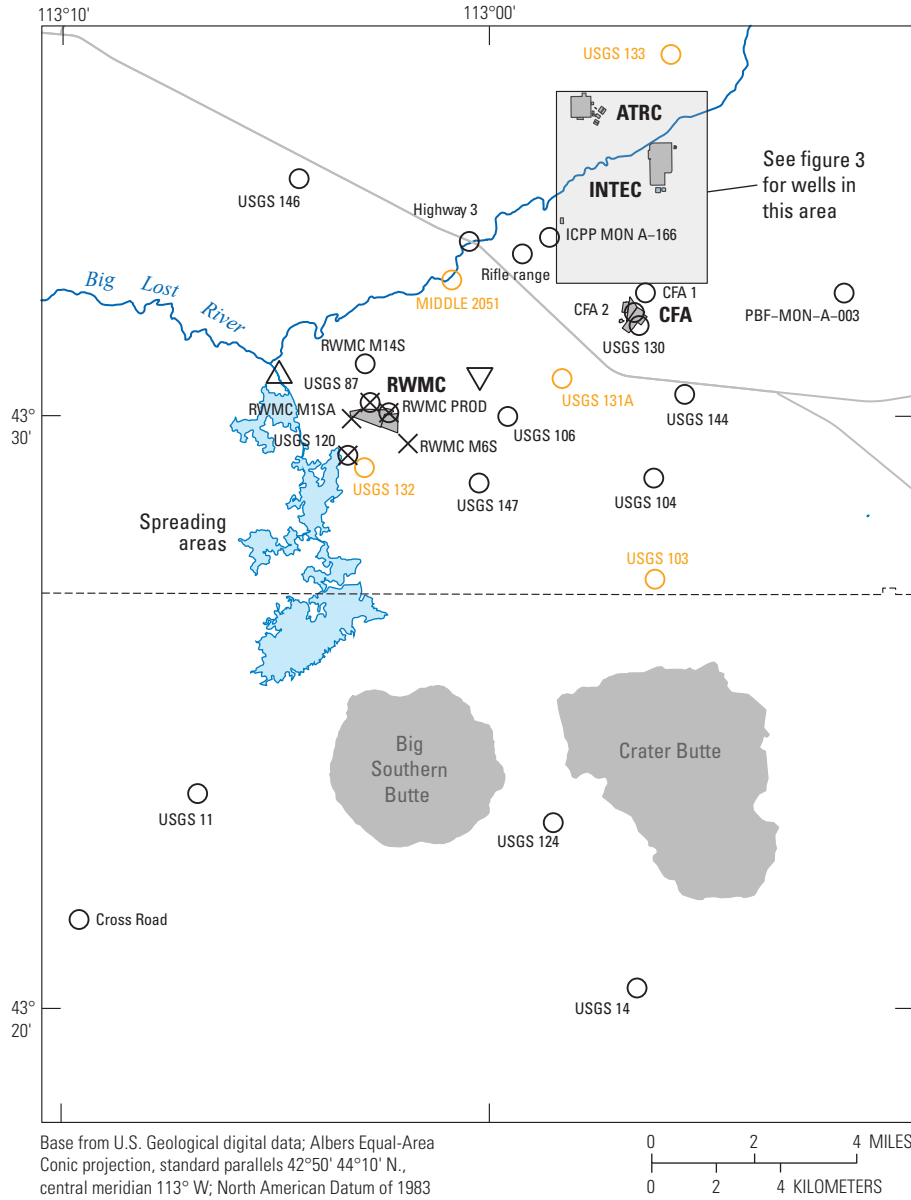 113°10'
113°00'
USGS 133
ATRC
See figure 3
for wells in
this area
INTEC
USGS 146
Highway 3
ICPP MON A–166
Rifle range
Big Lost River
MIDDLE 2051
CFA 1
CFA 2
CFA
PBF–MON–A–003
USGS 130
RWMC M14S
USGS 87
RWMC
USGS 131A
RWMC M1SA
RWMC PROD
USGS 144
43°
30'
USGS 106
USGS 120
RWMC M6S
USGS 132
USGS 147
USGS 104
Spreading
areas
USGS 103
Big
Southern
Butte
Crater Butte
USGS 11
USGS 124
Cross Road
USGS 14
43°
20'
Base from U.S. Geological digital data; Albers Equal-Area
Conic projection, standard parallels 42°50' 44°10' N.,
central meridian 113° W; North American Datum of 1983
0 2 4 MILES
0 2 4 KILOMETERS